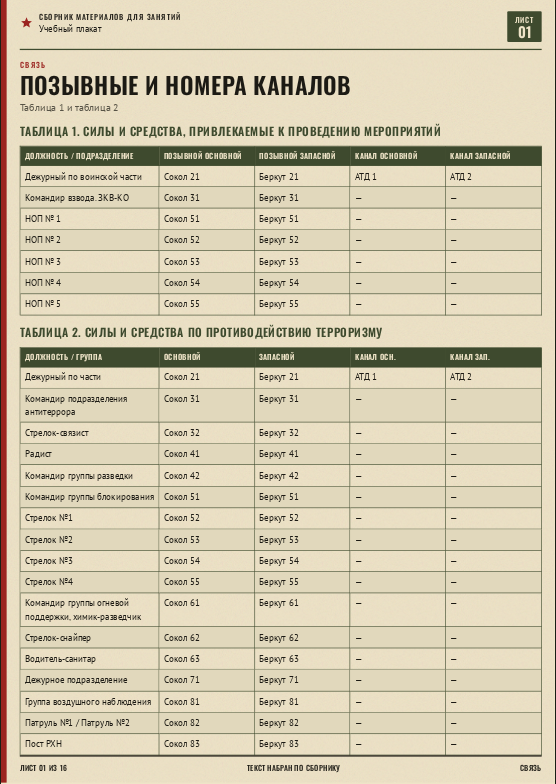 СБОРНИК МАТЕРИАЛОВ ДЛЯ ЗАНЯТИЙ
Учебный плакат
ЛИСТ
01
СВЯЗЬ
ПОЗЫВНЫЕ И НОМЕРА КАНАЛОВ
Таблица 1 и таблица 2
ТАБЛИЦА 1. СИЛЫ И СРЕДСТВА, ПРИВЛЕКАЕМЫЕ К ПРОВЕДЕНИЮ МЕРОПРИЯТИЙ
ДОЛЖНОСТЬ / ПОДРАЗДЕЛЕНИЕ ПОЗЫВНОЙ ОСНОВНОЙ ПОЗЫВНОЙ ЗАПАСНОЙ КАНАЛ ОСНОВНОЙ КАНАЛ ЗАПАСНОЙ
Дежурный по воинской части Сокол 21 Беркут 21 АТД 1 АТД 2
Командир взвода. ЗКВ-КО Сокол 31 Беркут 31 — —
НОП № 1 Сокол 51 Беркут 51 — —
НОП № 2 Сокол 52 Беркут 52 — —
НОП № 3 Сокол 53 Беркут 53 — —
НОП № 4 Сокол 54 Беркут 54 — —
НОП № 5 Сокол 55 Беркут 55 — —
ТАБЛИЦА 2. СИЛЫ И СРЕДСТВА ПО ПРОТИВОДЕЙСТВИЮ ТЕРРОРИЗМУ
ДОЛЖНОСТЬ / ГРУППА ОСНОВНОЙ ЗАПАСНОЙ КАНАЛ ОСН. КАНАЛ ЗАП.
Дежурный по части Сокол 21 Беркут 21 АТД 1 АТД 2
Командир подразделения Сокол 31 Беркут 31 — —
антитеррора
Стрелок-связист Сокол 32 Беркут 32 — —
Радист Сокол 41 Беркут 41 — —
Командир группы разведки Сокол 42 Беркут 42 — —
Командир группы блокирования Сокол 51 Беркут 51 — —
Стрелок №1 Сокол 52 Беркут 52 — —
Стрелок №2 Сокол 53 Беркут 53 — —
Стрелок №3 Сокол 54 Беркут 54 — —
Стрелок №4 Сокол 55 Беркут 55 — —
Командир группы огневой Сокол 61 Беркут 61 — —
поддержки, химик-разведчик
Стрелок-снайпер Сокол 62 Беркут 62 — —
Водитель-санитар Сокол 63 Беркут 63 — —
Дежурное подразделение Сокол 71 Беркут 71 — —
Группа воздушного наблюдения Сокол 81 Беркут 81 — —
Патруль №1 / Патруль №2 Сокол 82 Беркут 82 — —
Пост РХН Сокол 83 Беркут 83 — —
ЛИСТ 01 ИЗ 16 ТЕКСТ НАБРАН ПО СБОРНИКУ СВЯЗЬ